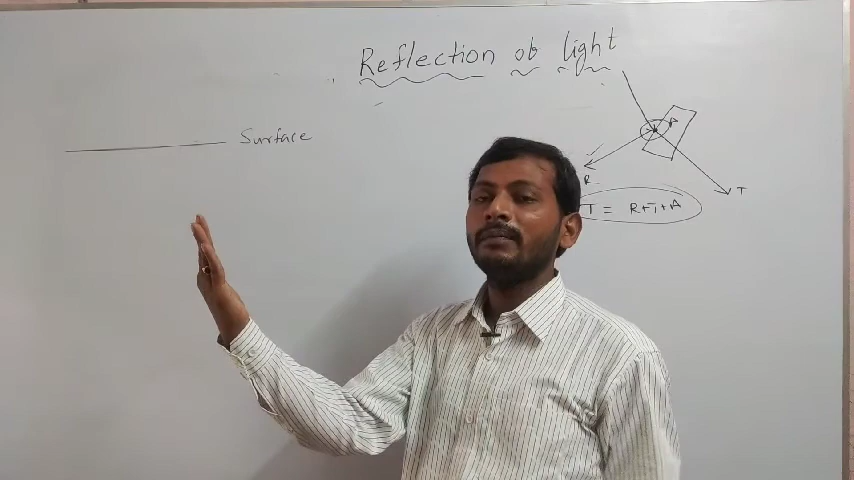 Reflection ob light
Surface
A
R
T
T = R+T+A